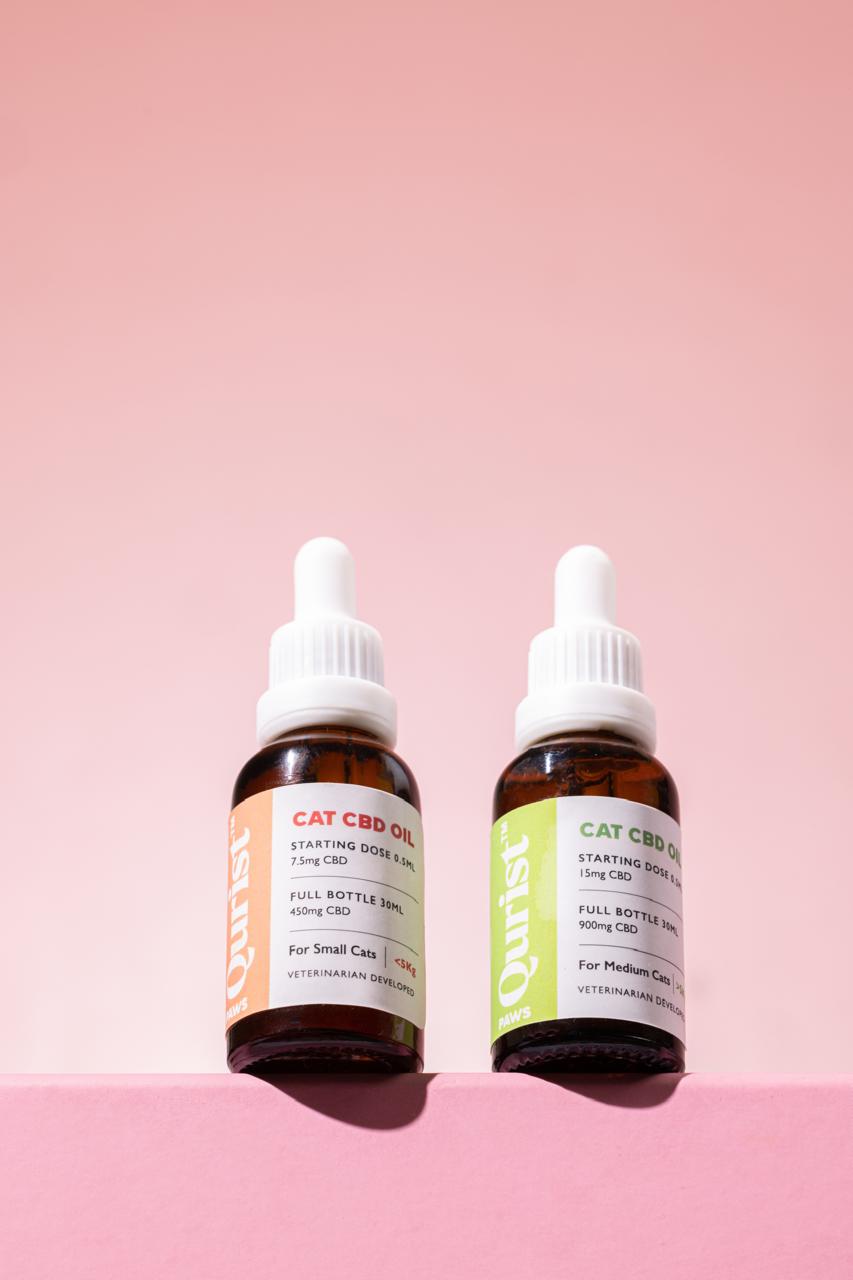 Qurist™
PAWS
CAT CBD OIL
STARTING DOSE 0.5ML
7.5mg CBD
FULL BOTTLE 30ML
450mg CBD
For Small Cats | <5Kg
VETERINARIAN DEVELOPED
Qurist™
PAWS
CAT CBD OIL
STARTING DOSE
15mg CBD
FULL BOTTLE 30ML
900mg CBD
For Medium Cats |
VETERINARIAN